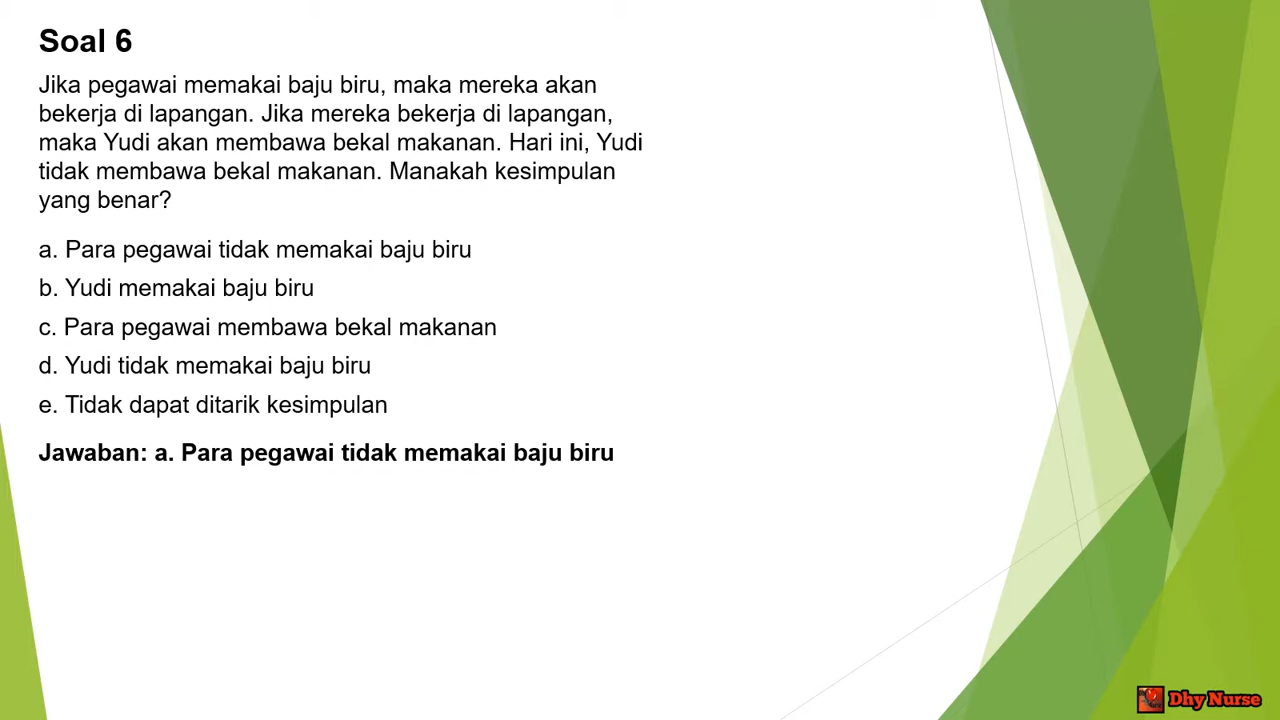 Soal 6
Jika pegawai memakai baju biru, maka mereka akan
bekerja di lapangan. Jika mereka bekerja di lapangan,
maka Yudi akan membawa bekal makanan. Hari ini, Yudi
tidak membawa bekal makanan. Manakah kesimpulan
yang benar?
a. Para pegawai tidak memakai baju biru
b. Yudi memakai baju biru
c. Para pegawai membawa bekal makanan
d. Yudi tidak memakai baju biru
e. Tidak dapat ditarik kesimpulan
Jawaban: a. Para pegawai tidak memakai baju biru
Dhy Nurse